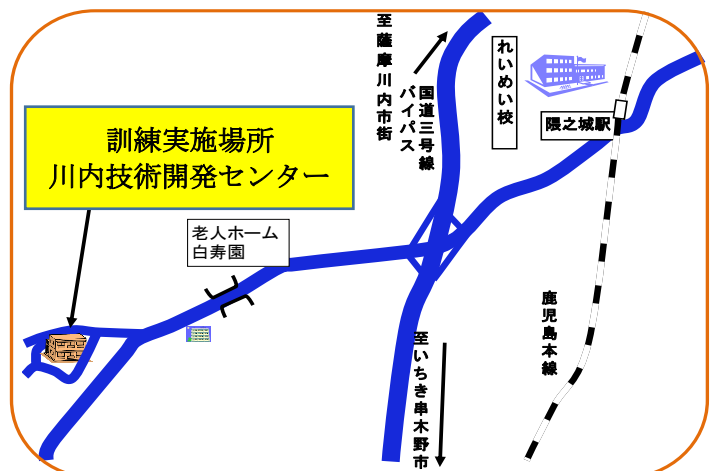 訓練実施場所
川内技術開発センター
老人ホーム
白寿園
至薩摩川内市街
国道三号線
バイパス
れいめい校
隈之城駅
鹿児島本線
至いちき串木野市